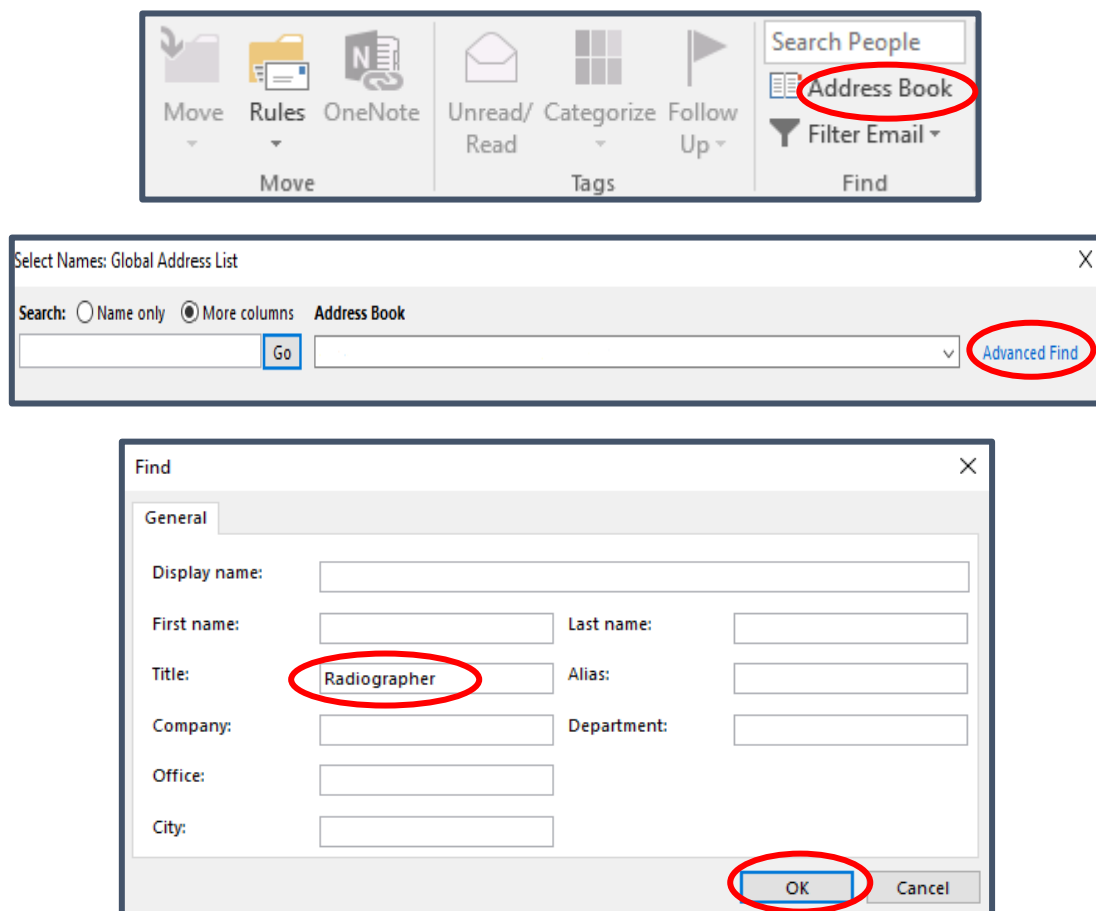 Search People
Address Book
Move Rules OneNote Unread/ Categorize Follow
Read Up
Filter Email
Move Tags Find
Select Names: Global Address List X
Search: Name only More columns Address Book
Go Advanced Find
Find
General
Display name:
First name: Last name:
Title: Radiographer Alias:
Company: Department:
Office:
City:
OK Cancel